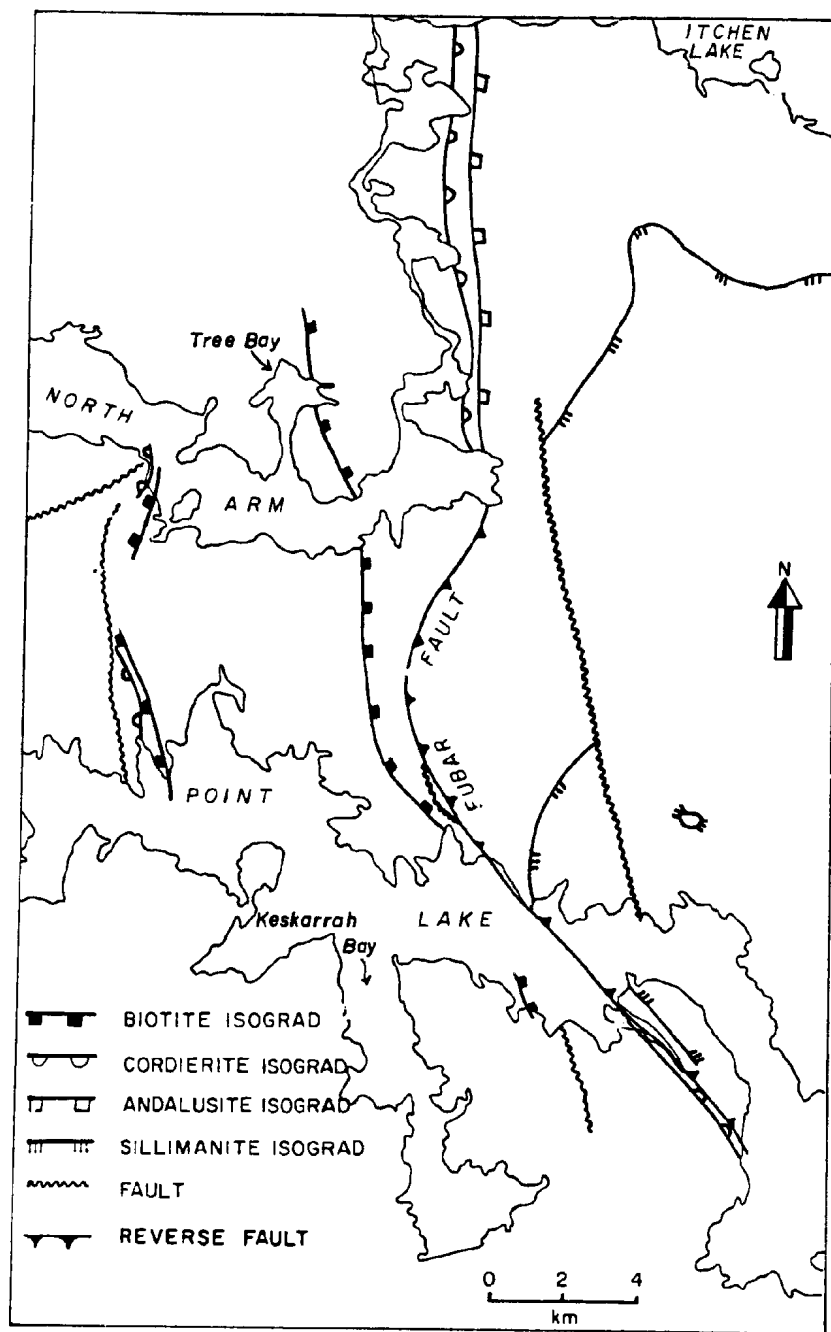 ITCHEN
LAKE
Tree Bay
NORTH
ARM
N
FAULT
FUBAR
POINT
LAKE
Keskarrah
Bay
BIOTITE ISOGRAD
CORDIERITE ISOGRAD
ANDALUSITE ISOGRAD
SILLIMANITE ISOGRAD
FAULT
REVERSE FAULT
0 2 4
km